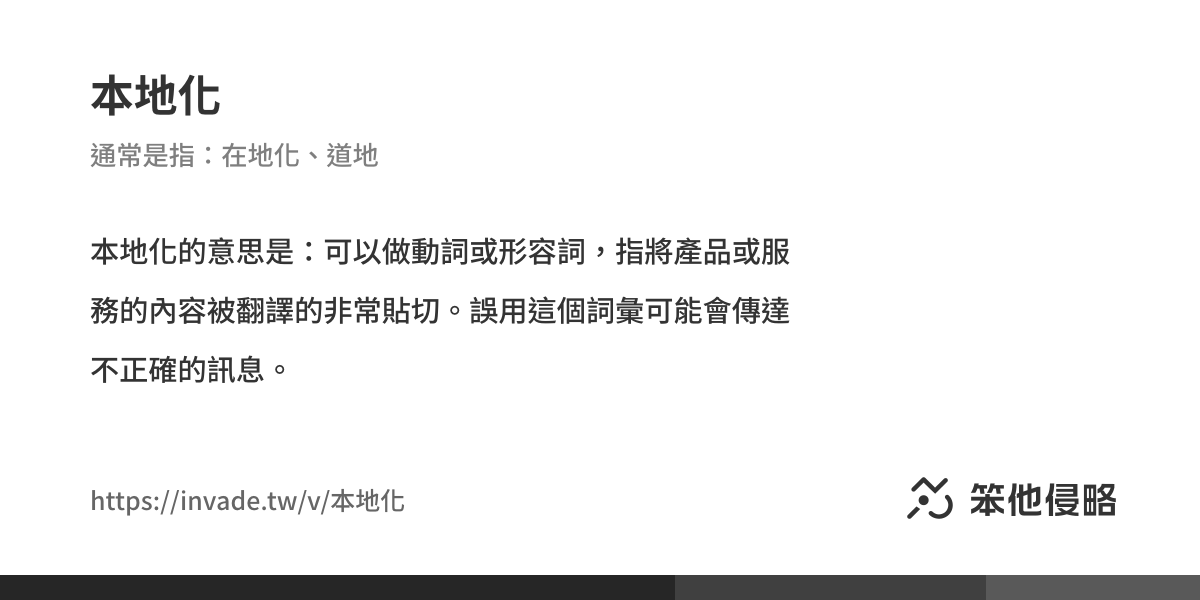 本地化
通常是指：在地化、道地
本地化的意思是：可以做動詞或形容詞，指將產品或服
務的內容被翻譯的非常貼切。誤用這個詞彙可能會傳達
不正確的訊息。
https://invade.tw/v/本地化
笨他侵略